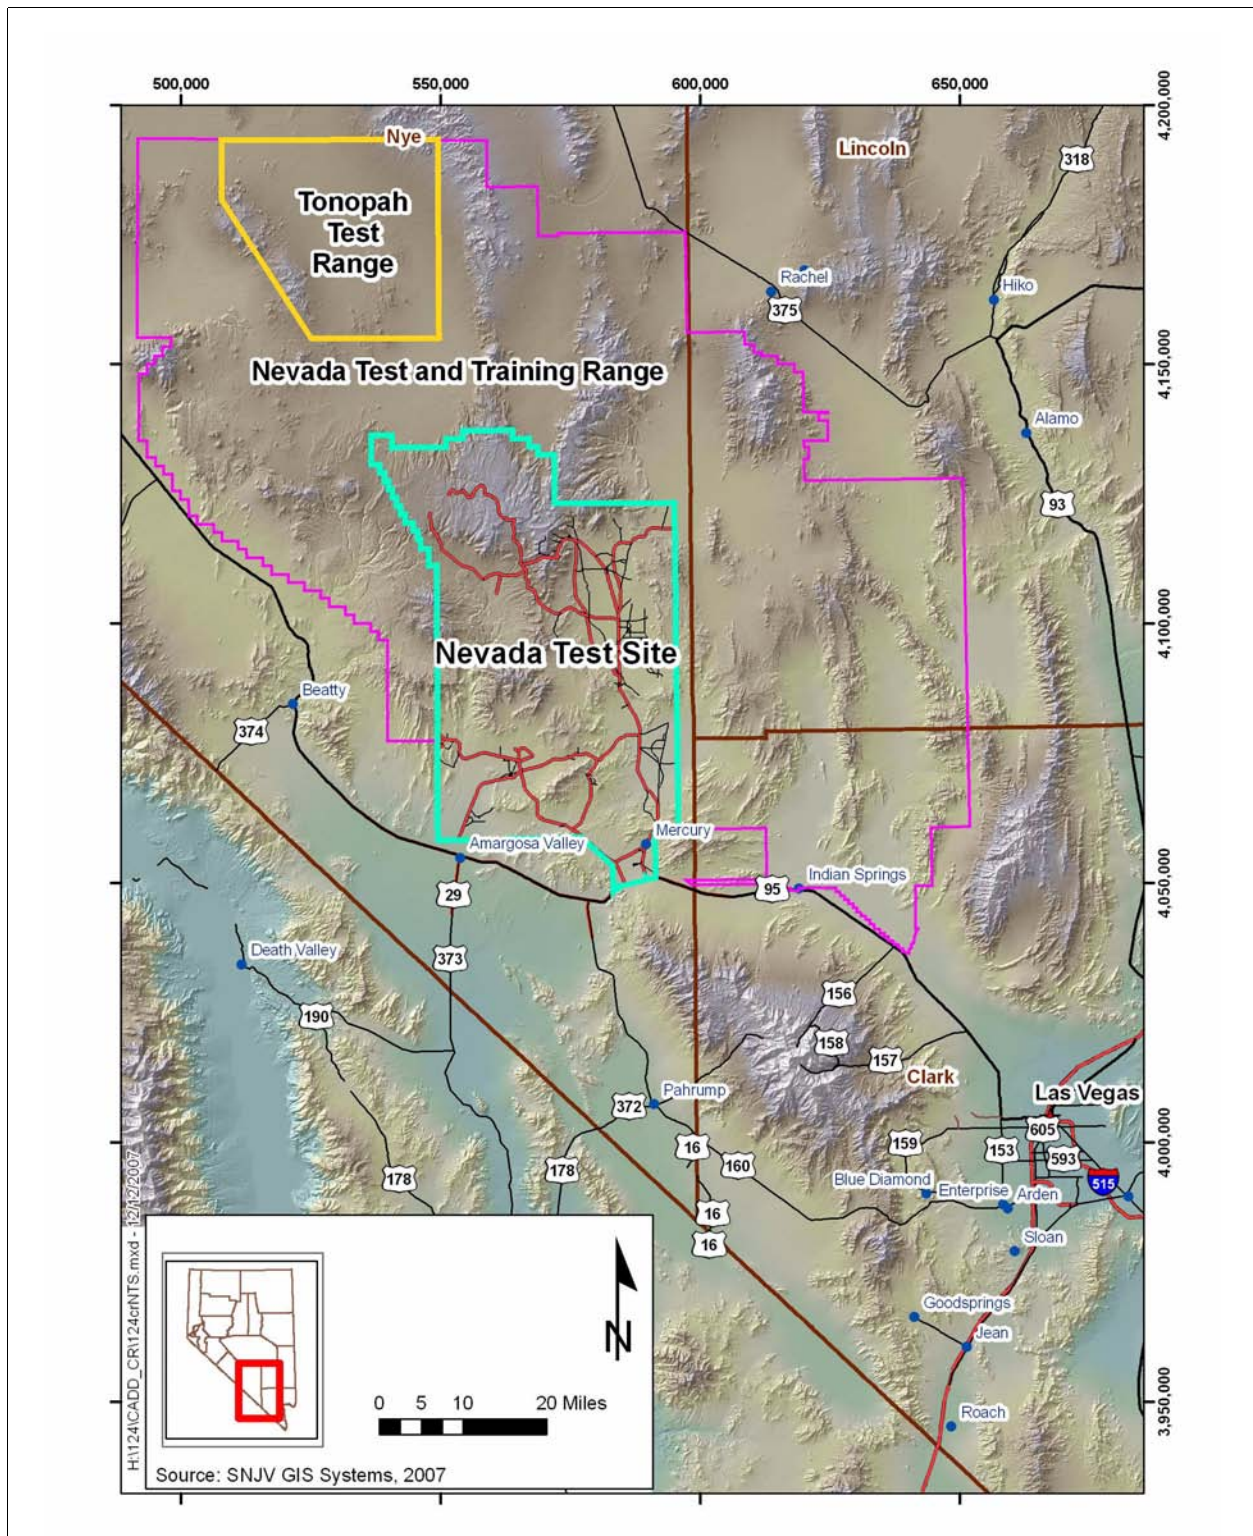 500,000
550,000
600,000
650,000
4,200,000
Nye
Lincoln
318
Tonopah
Test
Range
Rachel
375
Hiko
4,150,000
Nevada Test and Training Range
Alamo
93
4,100,000
Nevada Test Site
Beatty
374
Mercury
Amargosa Valley
29
95
Indian Springs
4,050,000
Death Valley
373
190
156
158
157
Clark
Las Vegas
Pahrump
372
16
160
159
153
605
593
515
4,000,000
178
178
Blue Diamond
Enterprise
Arden
16
16
Sloan
Goodsprings
Jean
Roach
3,950,000
H:\124\CADD_CR\124crNTS.mxd - 12/12/2007
N
0 5 10 20 Miles
Source: SNJV GIS Systems, 2007